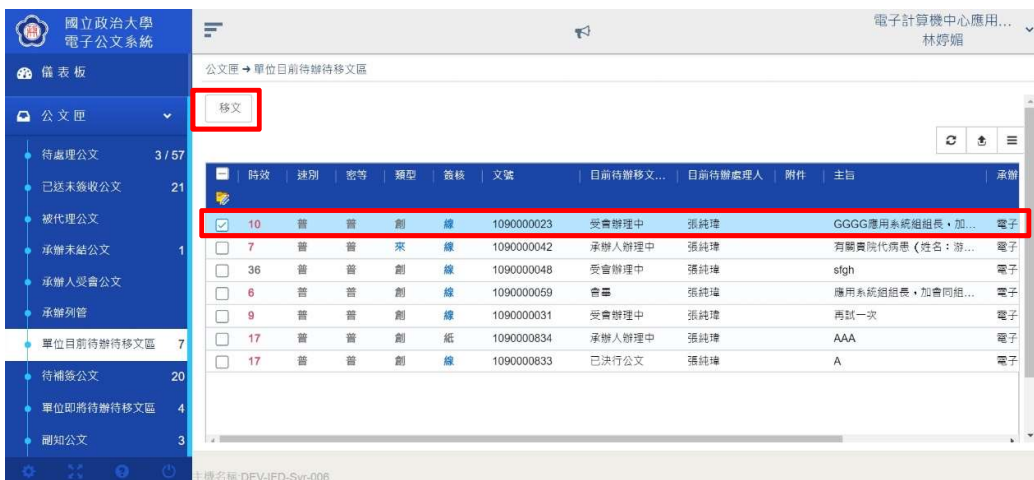 國立政治大學
電子公文系統
電子計算機中心應用...
林婷媚
儀表板
公文匣
待處理公文 3 / 57
已送未簽收公文 21
被代理公文
承辦未結公文 1
承辦人受會公文
承辦列管
單位目前待辦待移文區 7
待補簽公文 20
單位即將待辦待移文區 4
副知公文 3
公文匣 → 單位目前待辦待移文區
移文
時效 速別 密等 類型 簽核 文號 目前待辦移文... 目前待辦處理人 附件 主旨 承辦
10 普 普 創 線 1090000023 受會辦理中 張純瑋 GGGG應用系統組組長，加... 電子
7 普 普 來 線 1090000042 承辦人辦理中 張純瑋 有關貴院代病患 (姓名：游... 電子
36 普 普 創 線 1090000048 受會辦理中 張純瑋 sfgh 電子
6 普 普 創 線 1090000059 會畢 張純瑋 應用系統組組長，加會同組... 電子
9 普 普 創 線 1090000031 受會辦理中 張純瑋 再試一次 電子
17 普 普 創 紙 1090000834 承辦人辦理中 張純瑋 AAA 電子
17 普 普 創 線 1090000833 已決行公文 張純瑋 A 電子
主機名稱:DEV-IFD-Svr-006